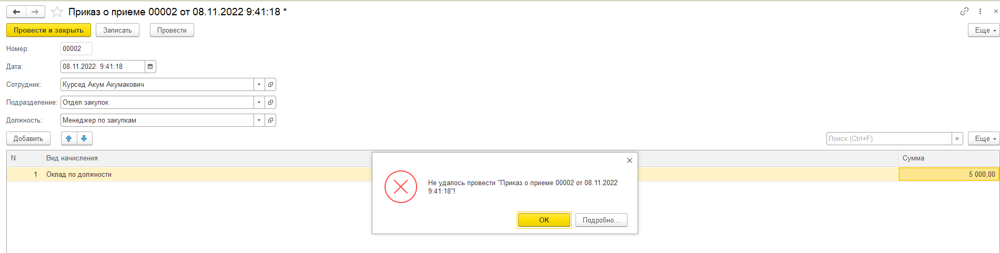 Приказ о приеме 00002 от 08.11.2022 9:41:18 *
Провести и закрыть Записать Провести Еще
Номер: 00002
Дата: 08.11.2022 9:41:18
Сотрудник: Курсед Акум Акумакович
Подразделение: Отдел закупок
Должность: Менеджер по закупкам
Добавить Поиск (Ctrl+F) × Еще
N Вид начисления Сумма
1 Оклад по должности 5 000,00
Не удалось провести "Приказ о приеме 00002 от 08.11.2022
9:41:18"!
OK Подробно...